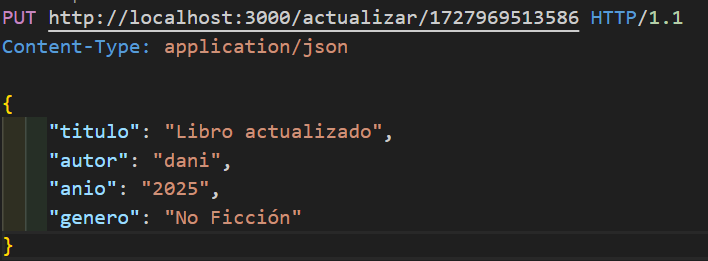 PUT http://localhost:3000/actualizar/1727969513586 HTTP/1.1
Content-Type: application/json
{
"titulo": "Libro actualizado",
"autor": "dani",
"anio": "2025",
"genero": "No Ficción"
}